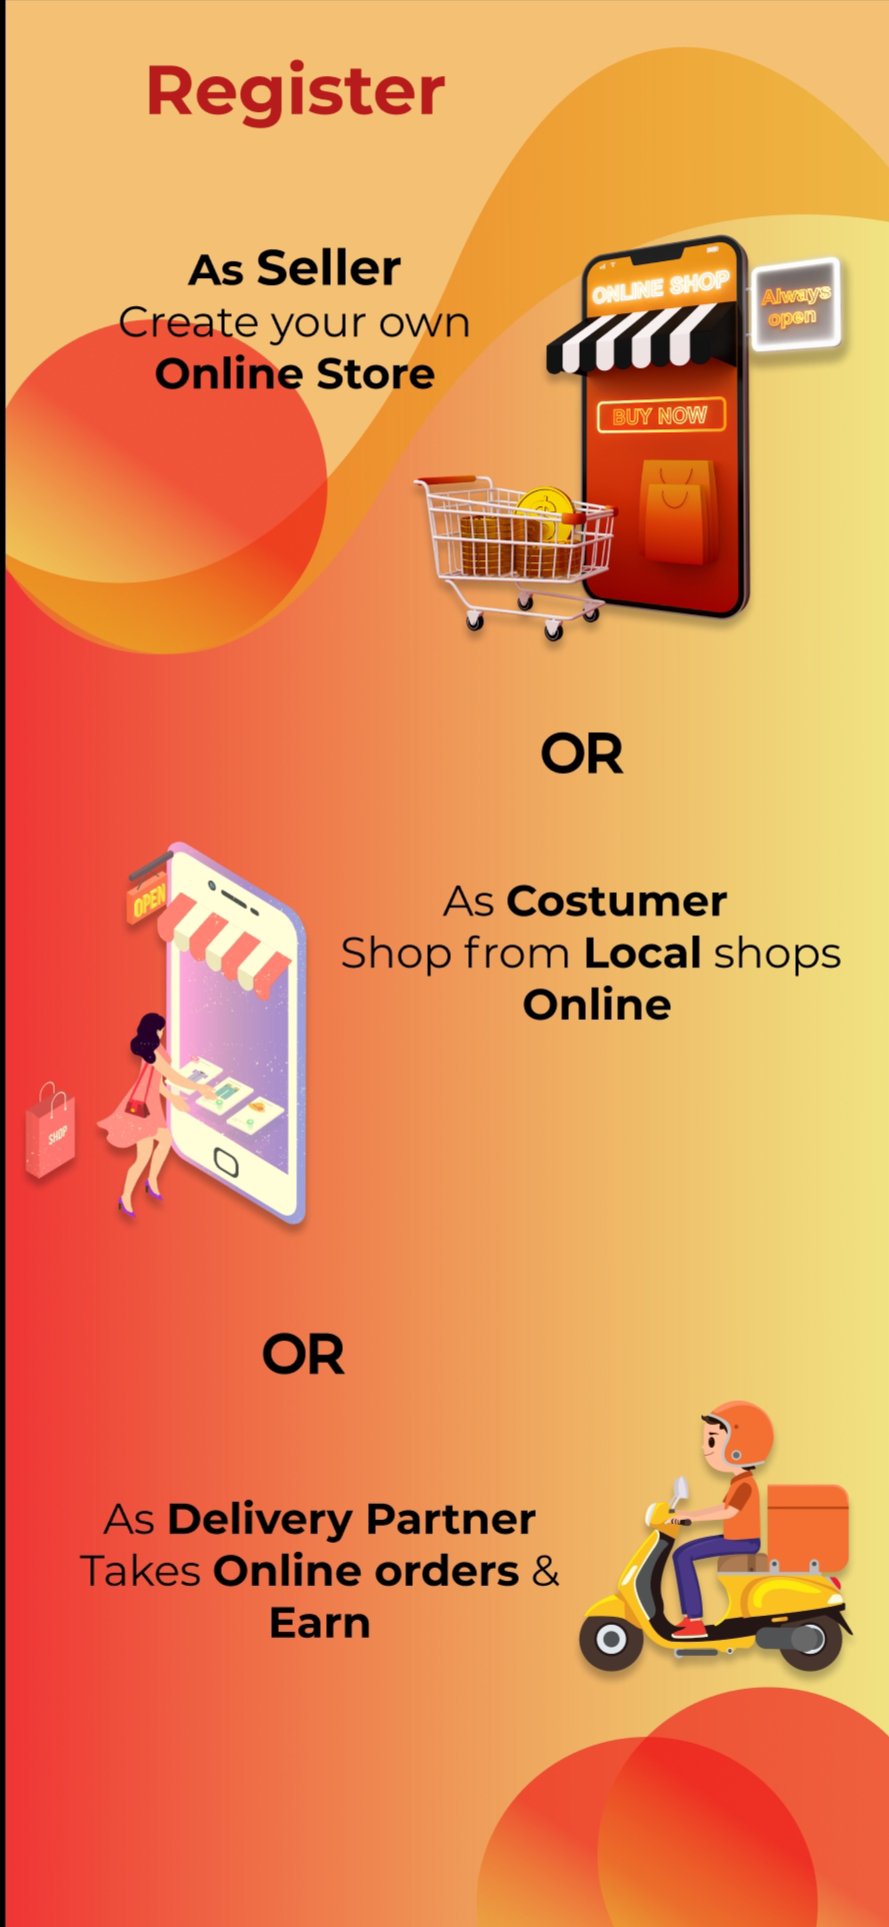 Register
As Seller
Create your own
Online Store
ONLINE SHOP
Always
open
BUY NOW
OR
OPEN
As Costumer
Shop from Local shops
Online
SHOP
OR
As Delivery Partner
Takes Online orders &
Earn